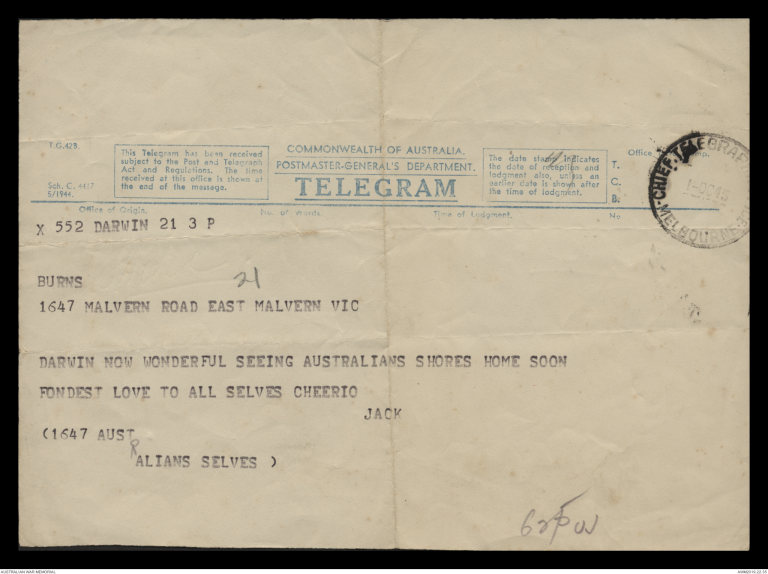 T.G.42B.
Sch. C. 4417
5/1944.
This Telegram has been received
subject to the Post and Telegraph
Act and Regulations. The time
received at this office is shown at
the end of the message.
COMMONWEALTH OF AUSTRALIA.
POSTMASTER-GENERAL'S DEPARTMENT.
TELEGRAM
The date stamp indicates
the date of reception and
lodgment also, unless an
earlier date is shown after
the time of lodgment.
Office
T.
C.
B.
CHIEF TELEGRAPH
MELBOURNE
Office of Origin.
No. of Words.
Time of Lodgment.
No
X 552 DARWIN 21 3 P
BURNS
21
1647 MALVERN ROAD EAST MALVERN VIC
DARWIN NOW WONDERFUL SEEING AUSTRALIANS SHORES HOME SOON
FONDEST LOVE TO ALL SELVES CHEERIO
JACK
(1647 AUST
R
ALIANS SELVES )
AUSTRALIAN WAR MEMORIAL